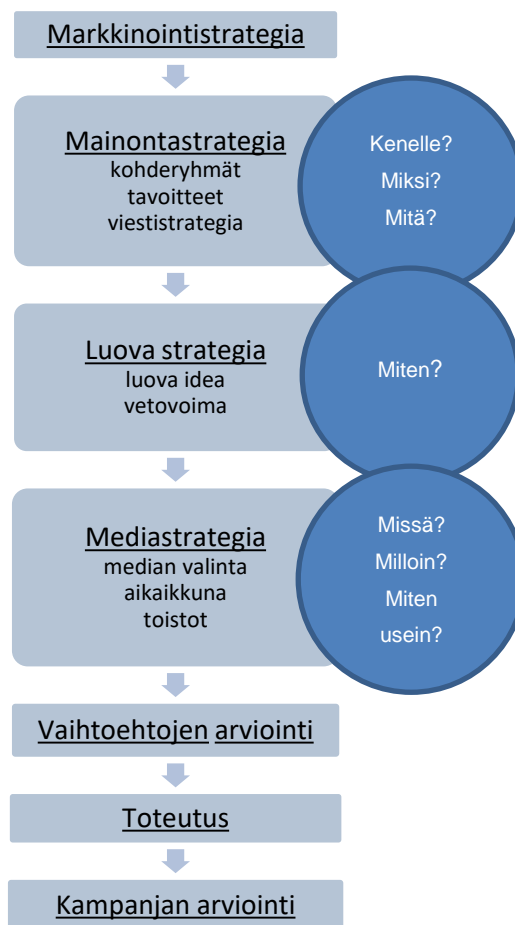 Markkinointistrategia
Mainontastrategia
kohderyhmät
tavoitteet
viestistrategia
Kenelle?
Miksi?
Mitä?
Luova strategia
luova idea
vetovoima
Miten?
Mediastrategia
median valinta
aikaikkuna
toistot
Missä?
Milloin?
Miten
usein?
Vaihtoehtojen arviointi
Toteutus
Kampanjan arviointi